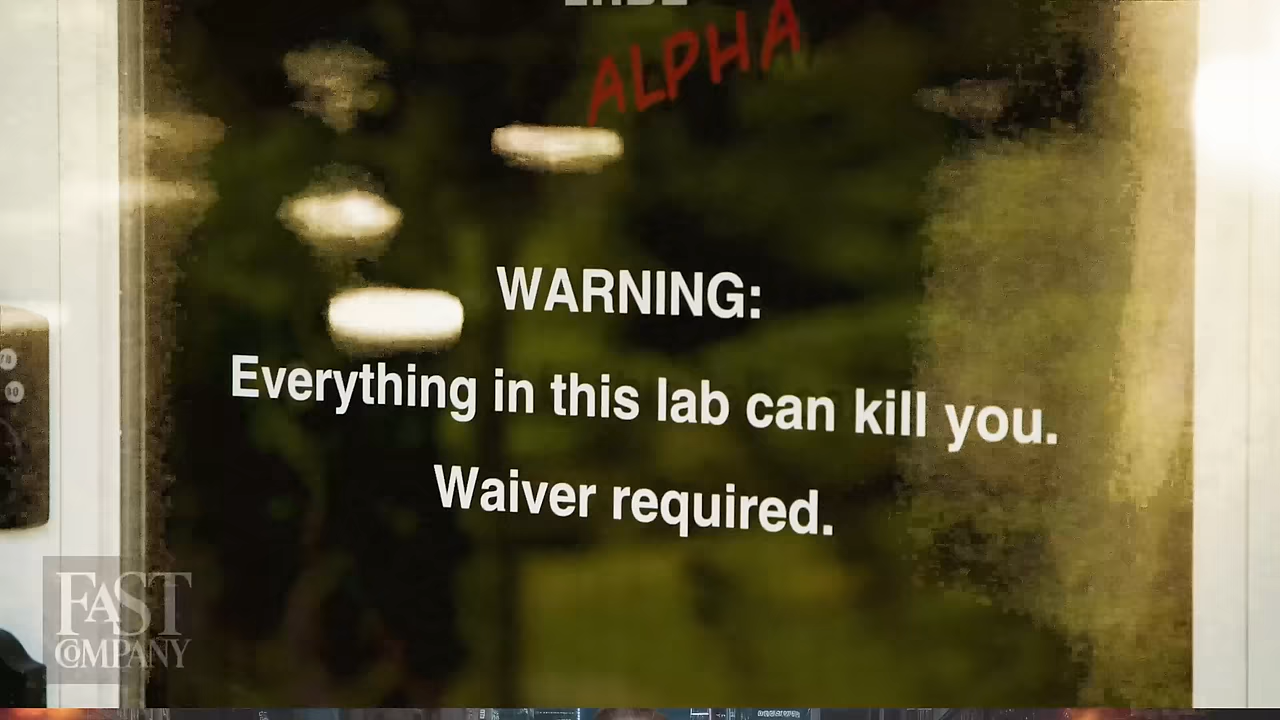 ALPHA
WARNING:
Everything in this lab can kill you.
Waiver required.
FAST
COMPANY